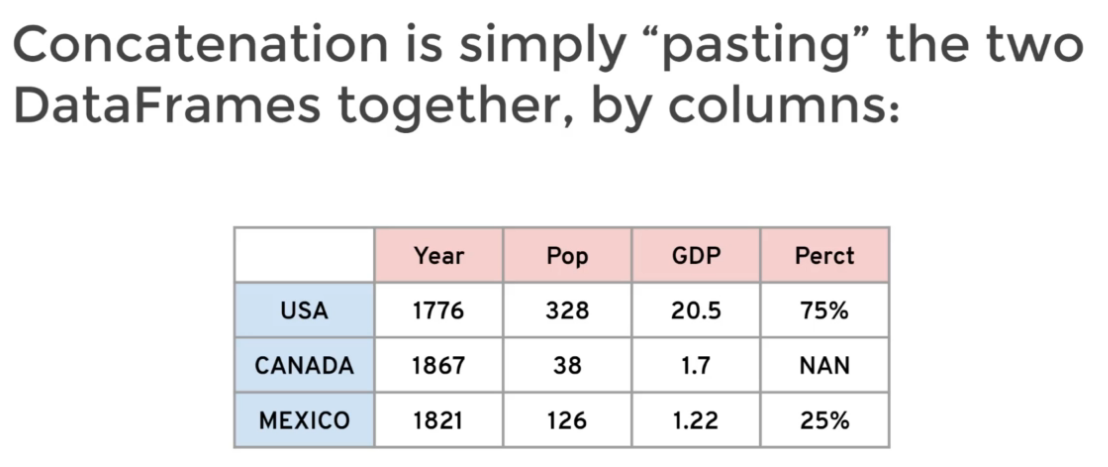 Concatenation is simply “pasting” the two
DataFrames together, by columns:
Year Pop GDP Perct
USA 1776 328 20.5 75%
CANADA 1867 38 1.7 NAN
MEXICO 1821 126 1.22 25%